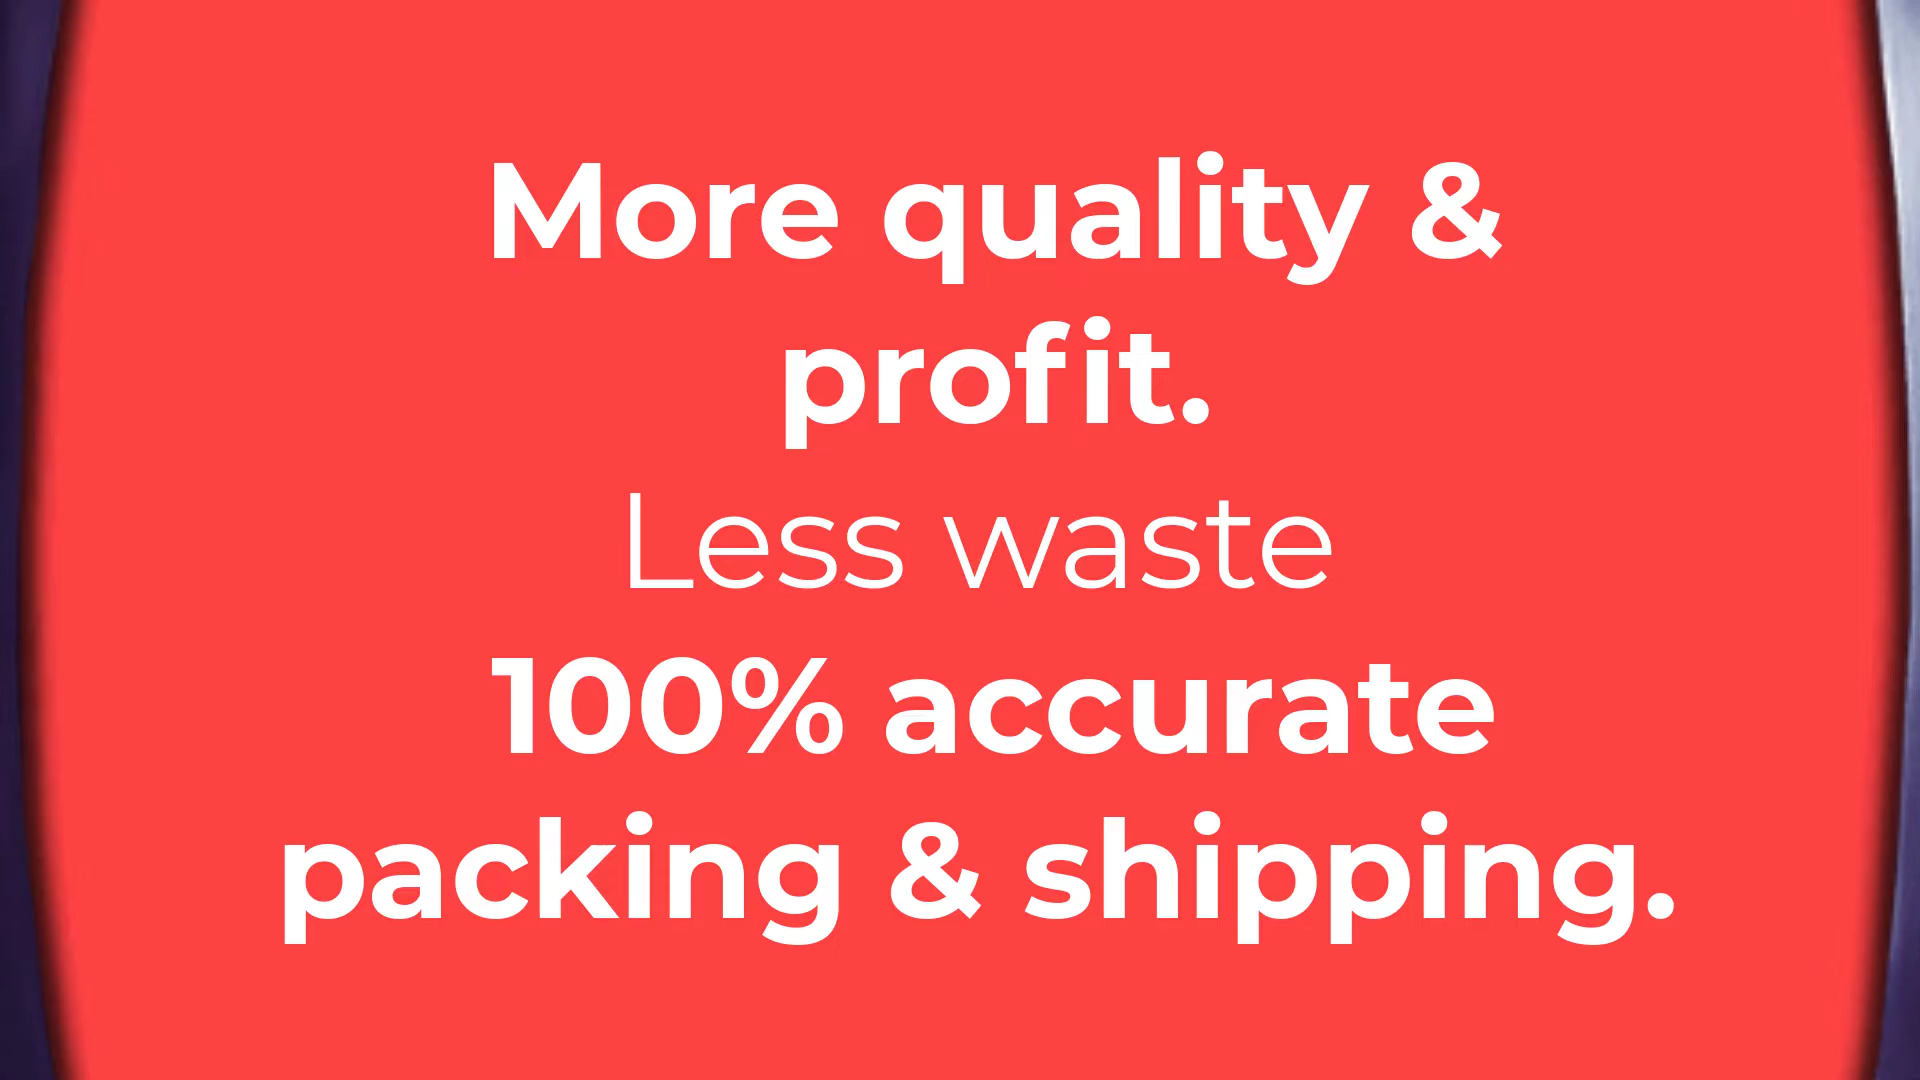 More quality &
profit.
Less waste
100% accurate
packing & shipping.